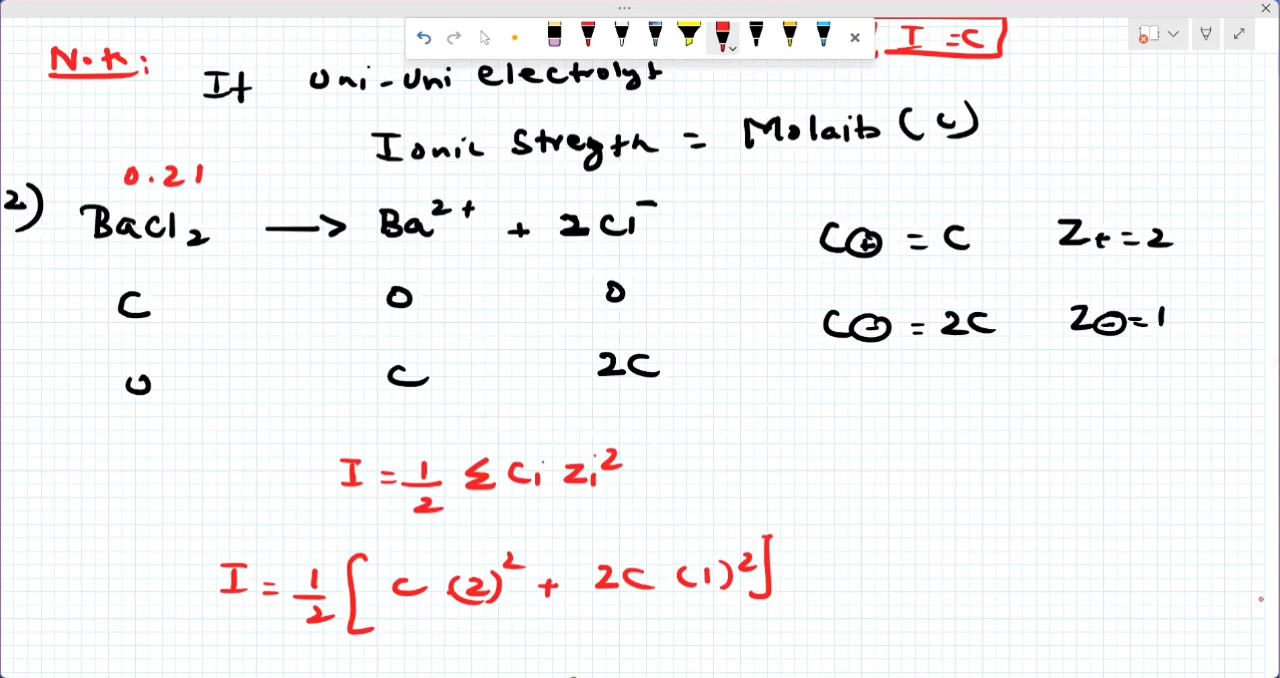 I = C
Note:
If uni-uni electrolyt
Ionic Stregth = Molait (c)
0.21
2) BaCl2 → Ba2+ + 2Cl-
C 0 0
0 C 2C
C⊕ = C Z+ = 2
C⊖ = 2C Z⊖ = 1
I = 1/2 Σ Ci Zi2
I = 1/2 [ C (2)2 + 2C (1)2 ]